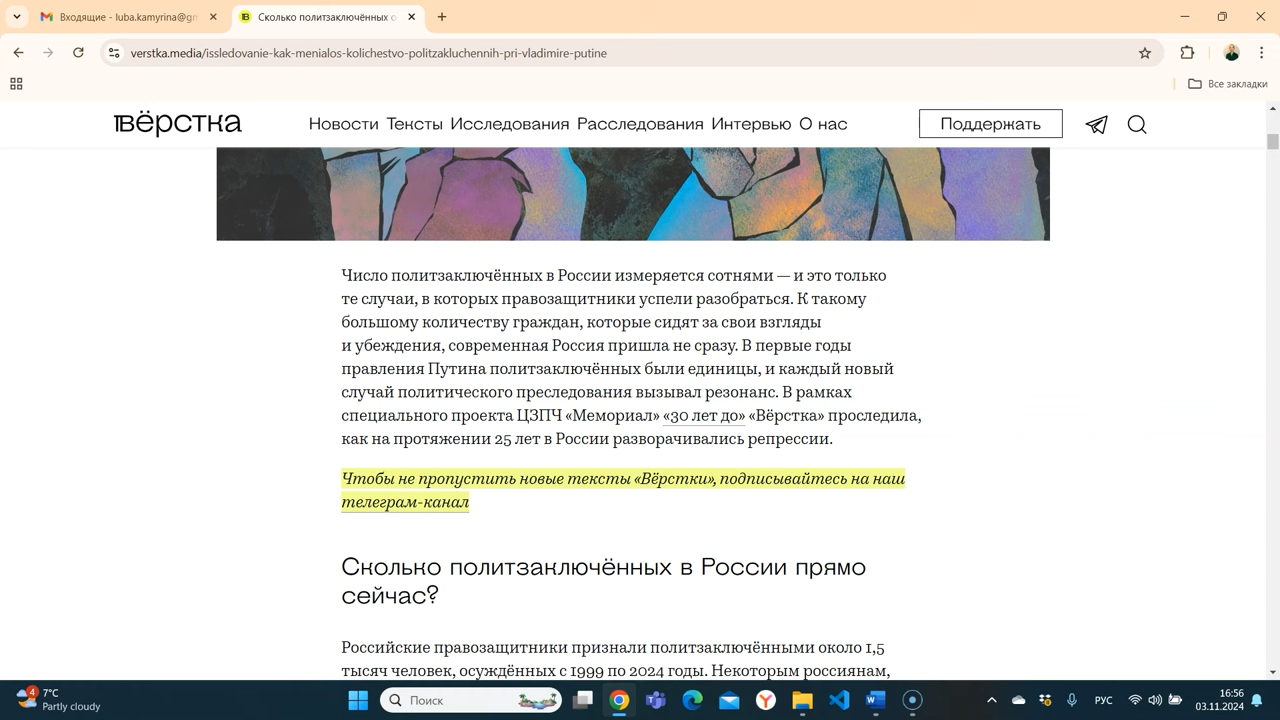 Входящие - luba.kamyrina@gm
Сколько политзаключённых о
verstka.media/issledovanie-kak-menialos-kolichestvo-politzakluchennih-pri-vladimire-putine
Все закладки
вёрстка
Новости Тексты Исследования Расследования Интервью О нас
Поддержать
Число политзаключённых в России измеряется сотнями — и это только
те случаи, в которых правозащитники успели разобраться. К такому
большому количеству граждан, которые сидят за свои взгляды
и убеждения, современная Россия пришла не сразу. В первые годы
правления Путина политзаключённых были единицы, и каждый новый
случай политического преследования вызывал резонанс. В рамках
специального проекта ЦЗПЧ «Мемориал» «30 лет до» «Вёрстка» проследила,
как на протяжении 25 лет в России разворачивались репрессии.
Чтобы не пропустить новые тексты «Вёрстки», подписывайтесь на наш
телеграм-канал
Сколько политзаключённых в России прямо
сейчас?
Российские правозащитники признали политзаключёнными около 1,5
тысяч человек, осуждённых с 1999 по 2024 годы. Некоторым россиянам,
4
7°C
Partly cloudy
Поиск
РУС
16:56
03.11.2024